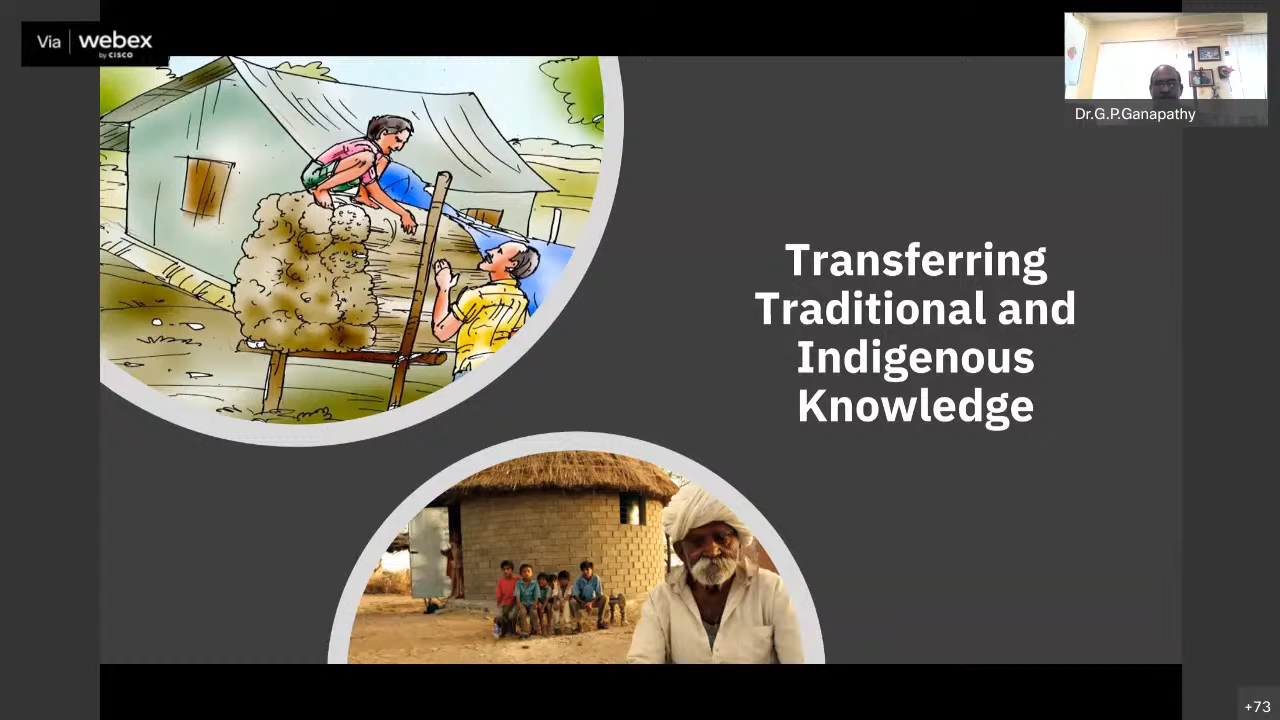 Via webex
by CISCO
Dr.G.P.Ganapathy
Transferring
Traditional and
Indigenous
Knowledge
+73